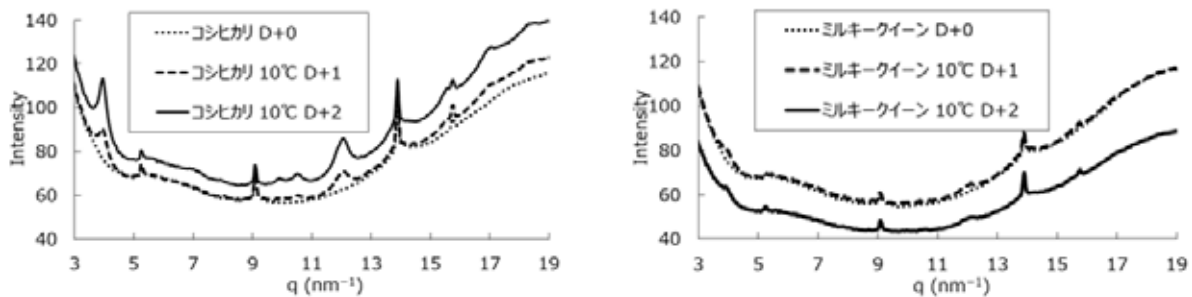 140
120
100
80
60
40
Intensity
コシヒカリ D+0
コシヒカリ 10℃ D+1
コシヒカリ 10℃ D+2
3 5 7 9 11 13 15 17 19
q (nm⁻¹)
140
120
100
80
60
40
Intensity
ミルキークイーン D+0
ミルキークイーン 10℃ D+1
ミルキークイーン 10℃ D+2
3 5 7 9 11 13 15 17 19
q (nm⁻¹)